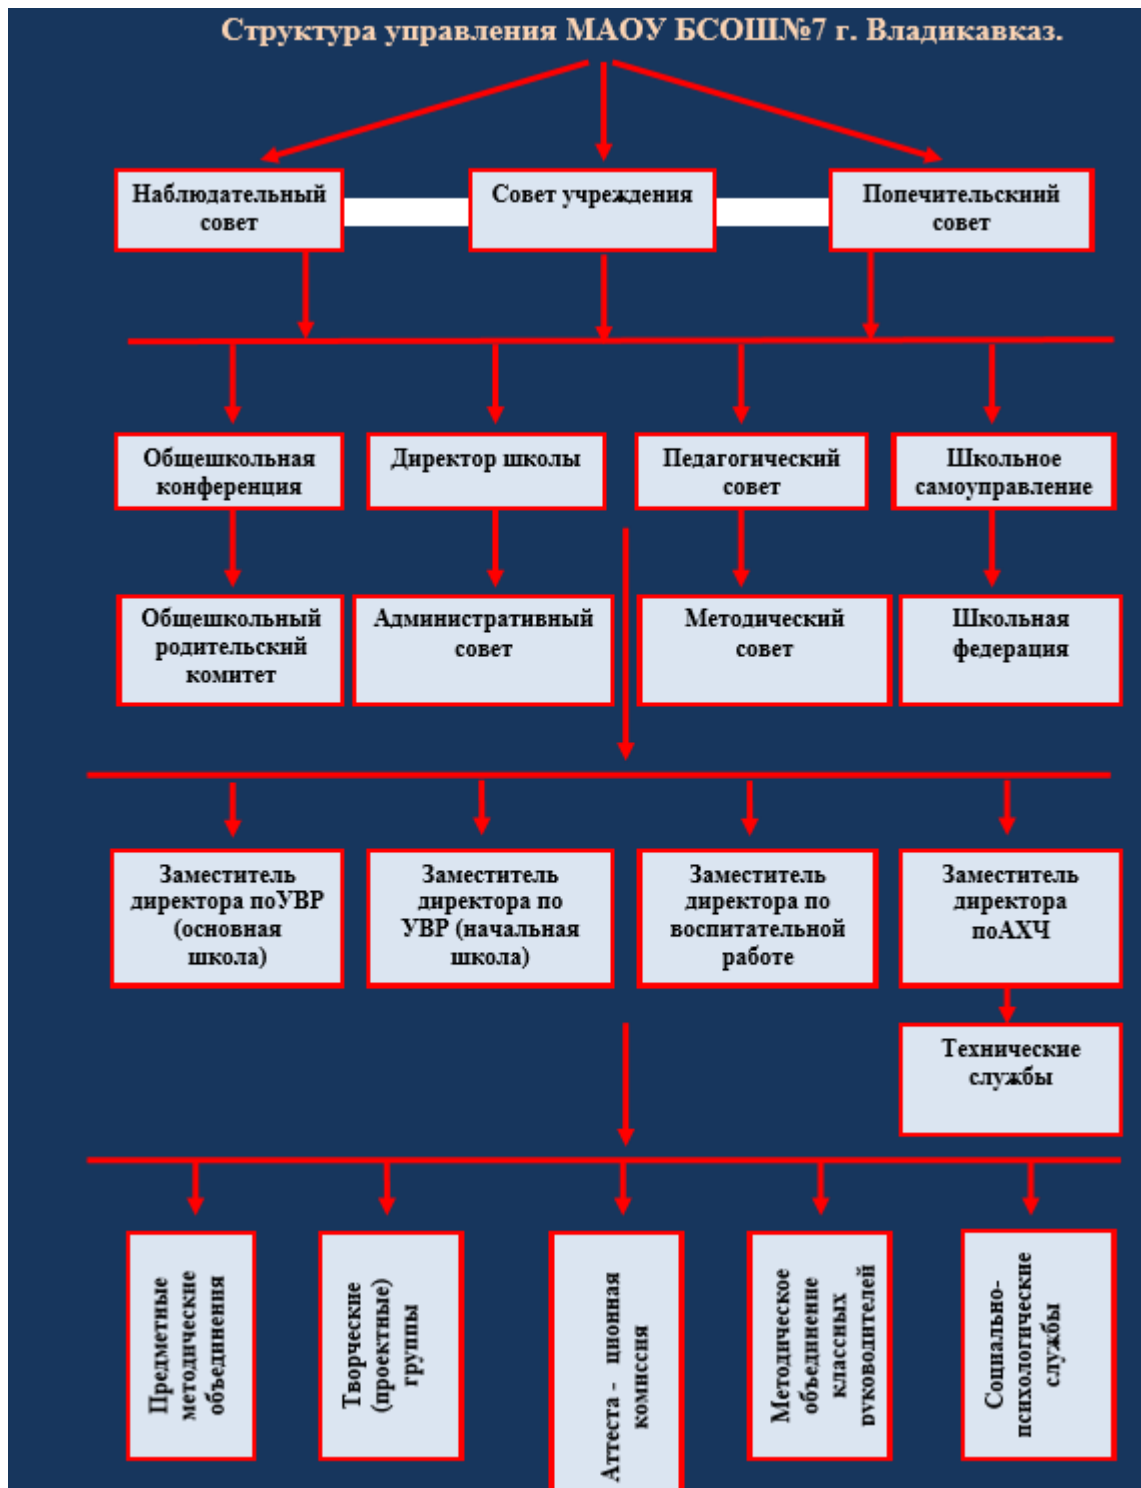 Структура управления МАОУ БСОШ№7 г. Владикавказ.
Наблюдательный
совет
Совет учреждения
Попечительскиий
совет
Общешкольная
конференция
Директор школы
Педагогический
совет
Школьное
самоуправление
Общешкольный
родительский
комитет
Административный
совет
Методический
совет
Школьная
федерация
Заместитель
директора поУВР
(основная
школа)
Заместитель
директора по
УВР (начальная
школа)
Заместитель
директора по
воспитательной
работе
Заместитель
директора
поАХЧ
Технические
службы
Предметные
методические
объединения
Творческие
(проектные)
группы
Аттеста - ционная
комиссия
Методическое
объединение
классных
руководителей
Социально-
психологические
службы